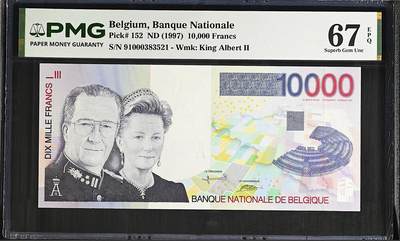 PMG
PAPER MONEY GUARANTY
Belgium, Banque Nationale
Pick# 152 ND (1997) 10,000 Francs
S/N 91000383521 - Wmk: King Albert II
67 EPQ
Superb Gem Unc
DIX MILLE FRANCS
10000
BANQUE NATIONALE DE BELGIQUE